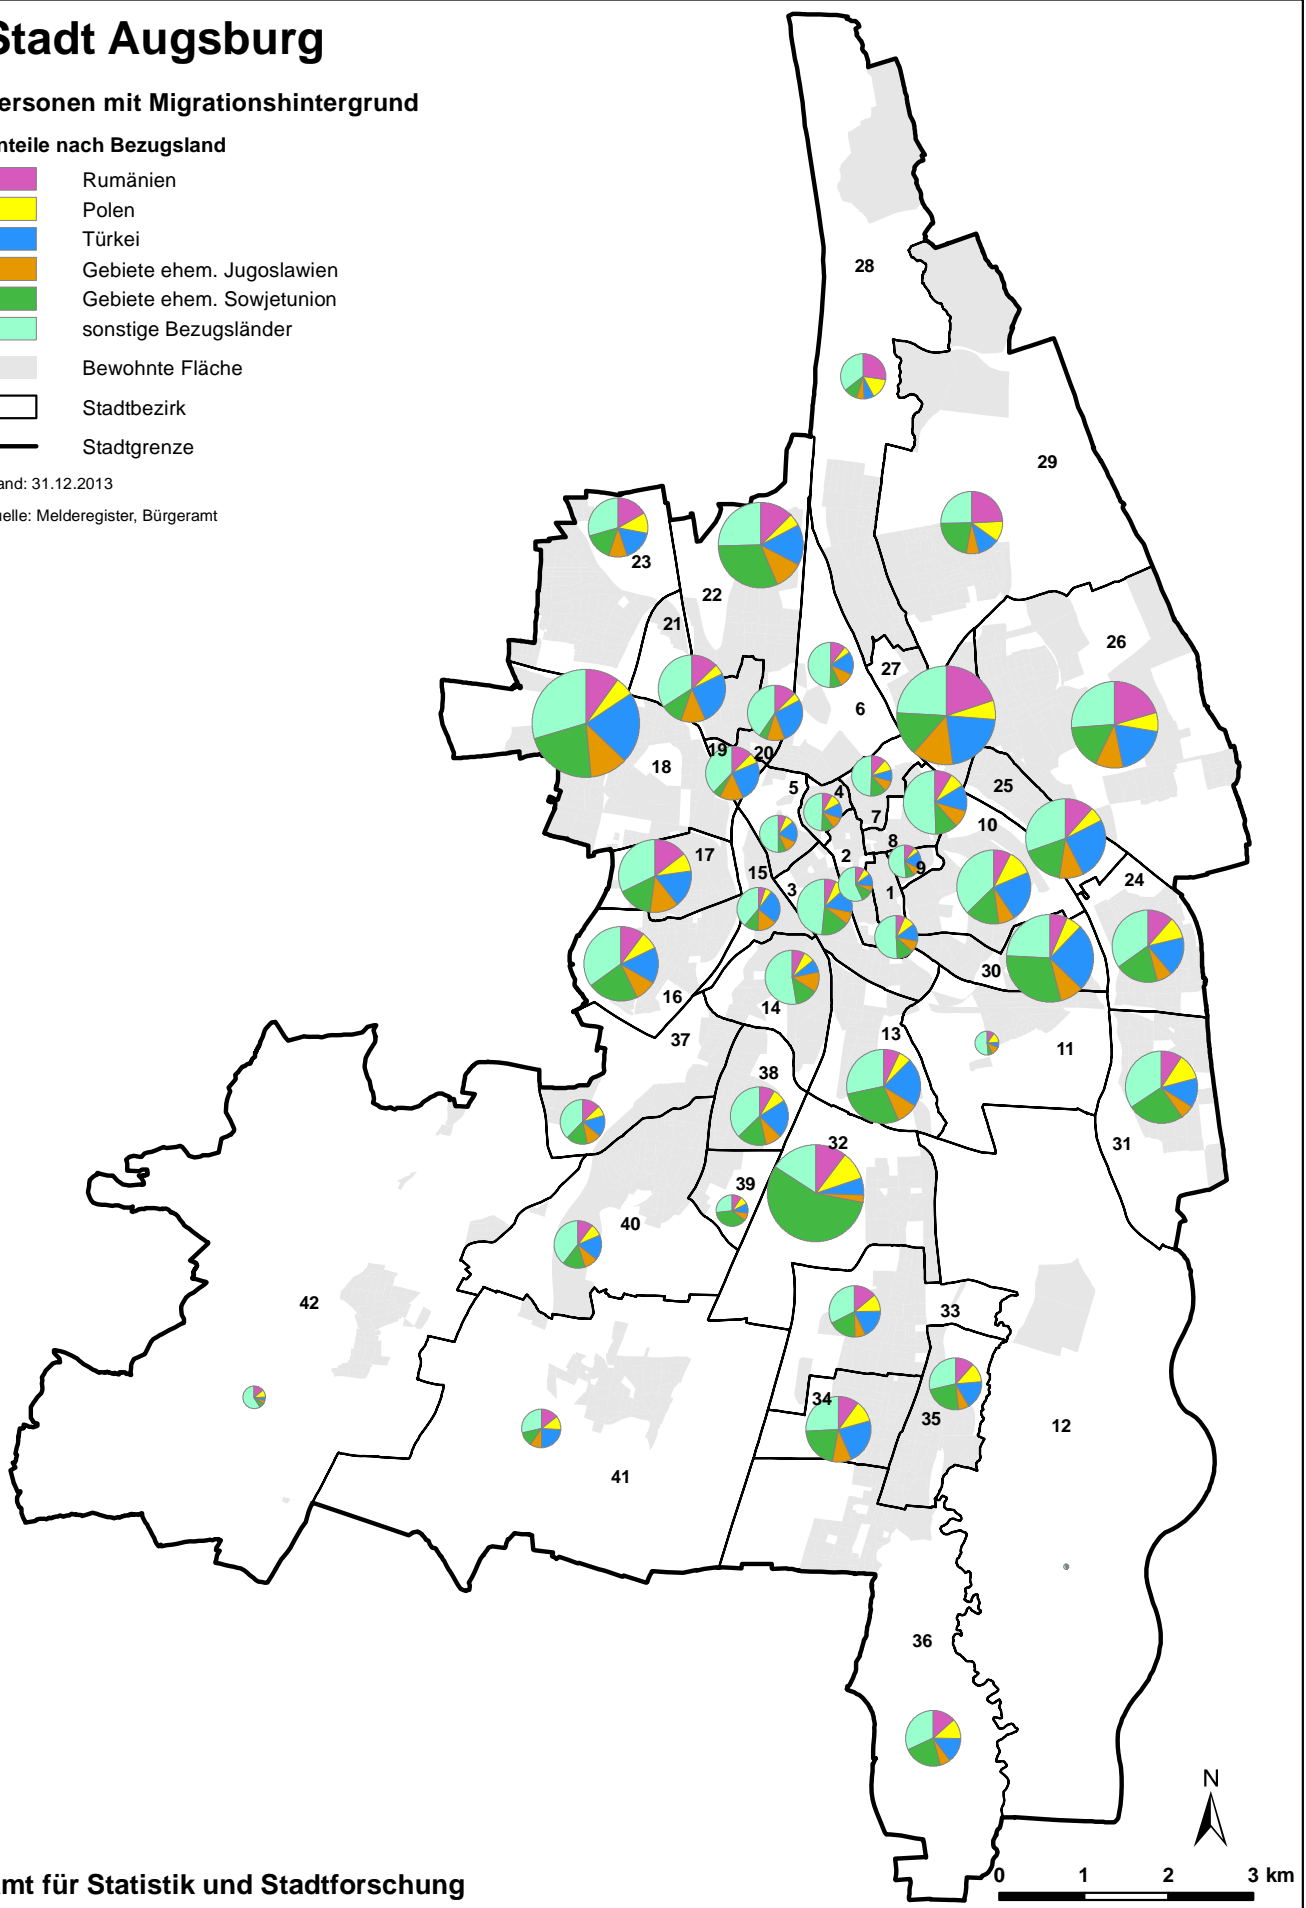 Stadt Augsburg
ersonen mit Migrationshintergrund
nteile nach Bezugsland
Rumänien
Polen
Türkei
Gebiete ehem. Jugoslawien
Gebiete ehem. Sowjetunion
sonstige Bezugsländer
Bewohnte Fläche
Stadtbezirk
Stadtgrenze
and: 31.12.2013
elle: Melderegister, Bürgeramt
28
29
23
22
21
26
27
6
19
20
18
5
4
25
7
10
8
17
2
9
15
3
1
24
30
16
14
13
37
11
38
32
31
39
40
42
33
34
35
12
41
36
N
0 1 2 3 km
mt für Statistik und Stadtforschung